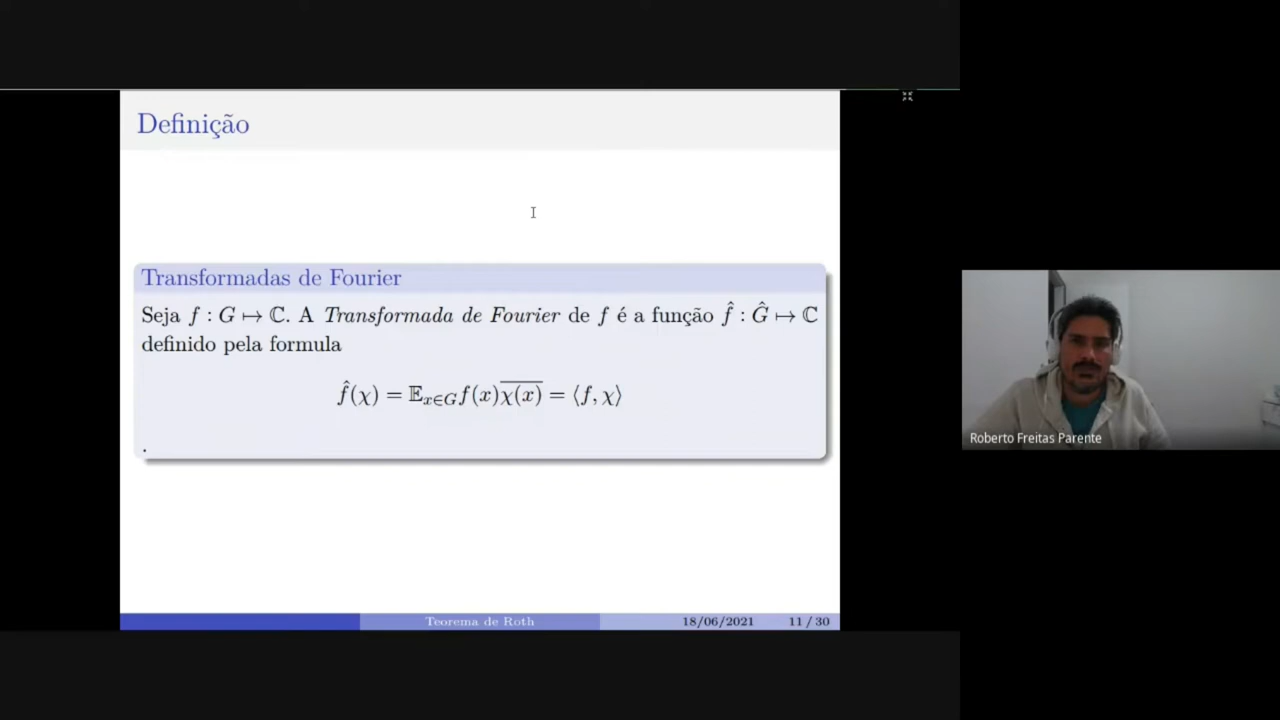 Definição
Transformadas de Fourier
Seja f : G ↦ ℂ. A Transformada de Fourier de f é a função f̂ : Ĝ ↦ ℂ
definido pela formula
f̂(χ) = 𝔼_{x∈G} f(x)\overline{χ(x)} = ⟨f, χ⟩
.
Teorema de Roth 18/06/2021 11 / 30
Roberto Freitas Parente